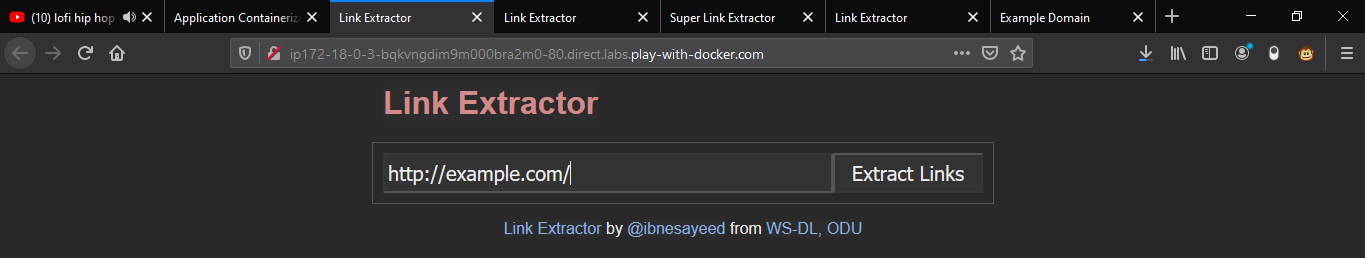 (10) lofi hip hop Application Containeriz Link Extractor Link Extractor Super Link Extractor Link Extractor Example Domain
ip172-18-0-3-bqkvngdim9m000bra2m0-80.direct.labs.play-with-docker.com
Link Extractor
http://example.com/ Extract Links
Link Extractor by @ibnesayeed from WS-DL, ODU